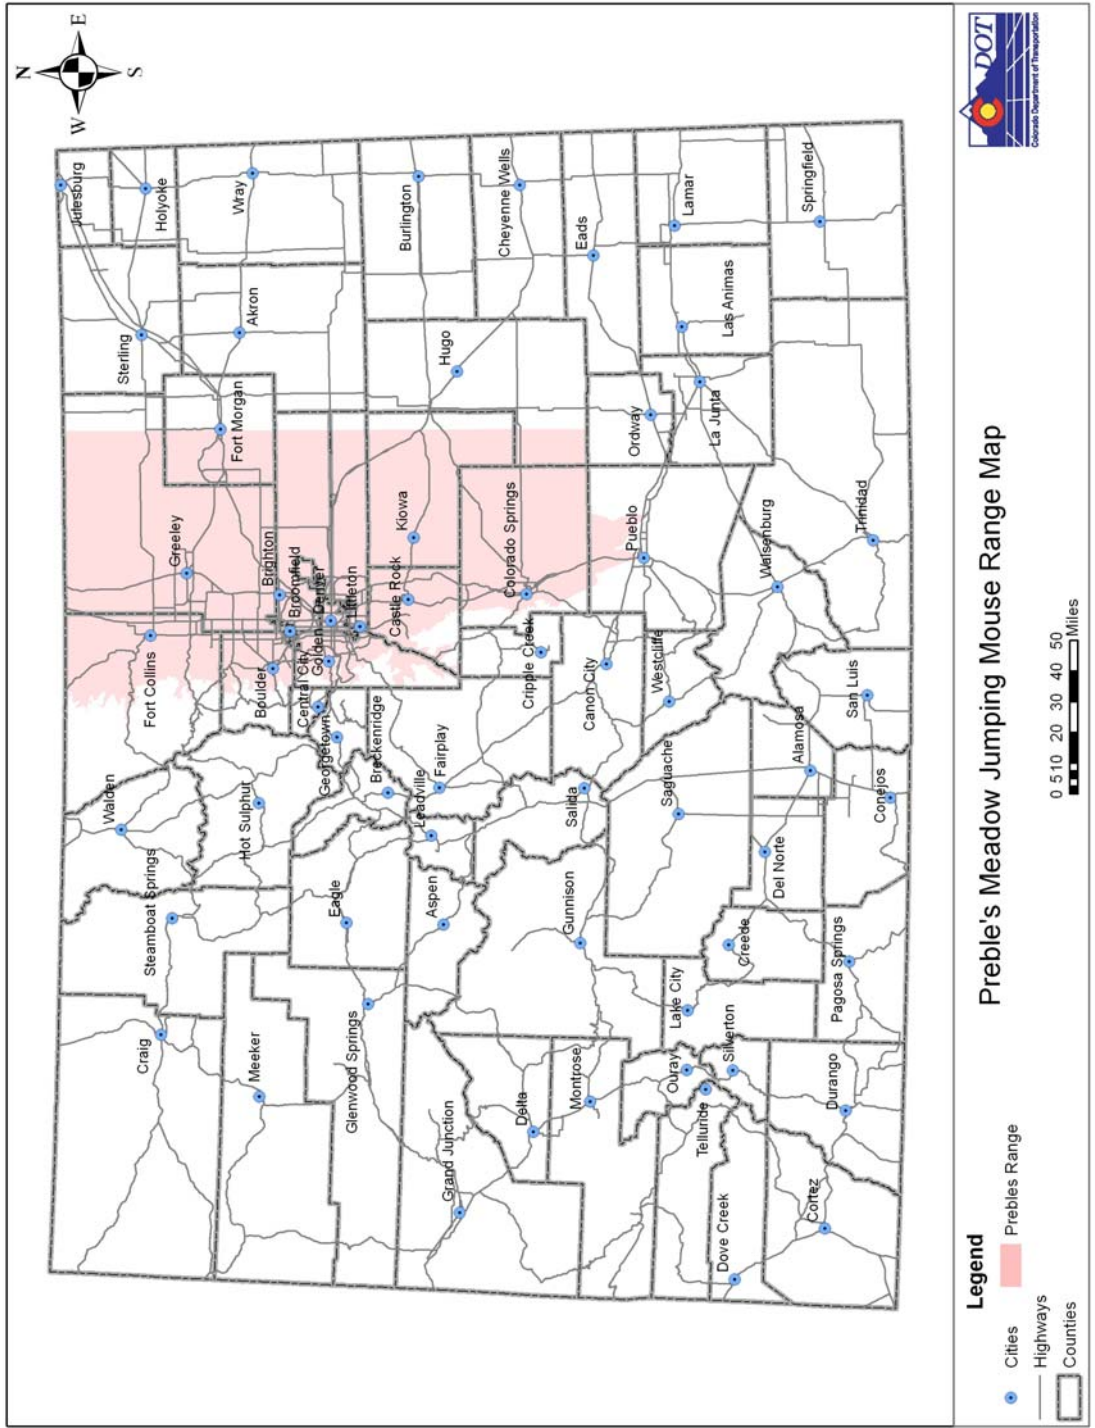 N
E
S
W
DOT
Colorado Department of Transportation
Julesburg
Holyoke
Wray
Burlington
Cheyenne Wells
Eads
Lamar
Springfield
Sterling
Akron
Hugo
Las Animas
Fort Morgan
Ordway
La Junta
Greeley
Brighton
Broomfield
Denver
Littleton
Kiowa
Castle Rock
Colorado Springs
Pueblo
Walsenburg
Trinidad
Fort Collins
Boulder
Central City
Golden
Georgetown
Breckenridge
Cripple Creek
Canon City
Westcliffe
San Luis
Walden
Hot Sulphut
Leadville
Fairplay
Salida
Saguache
Alamosa
Conejos
Steamboat Springs
Eagle
Aspen
Gunnison
Del Norte
Creede
Pagosa Springs
Lake City
Craig
Meeker
Glenwood Springs
Grand Junction
Delta
Montrose
Ouray
Silverton
Telluride
Durango
Dove Creek
Cortez
Preble's Meadow Jumping Mouse Range Map
0 510 20 30 40 50
Miles
Legend
Cities
Prebles Range
Highways
Counties